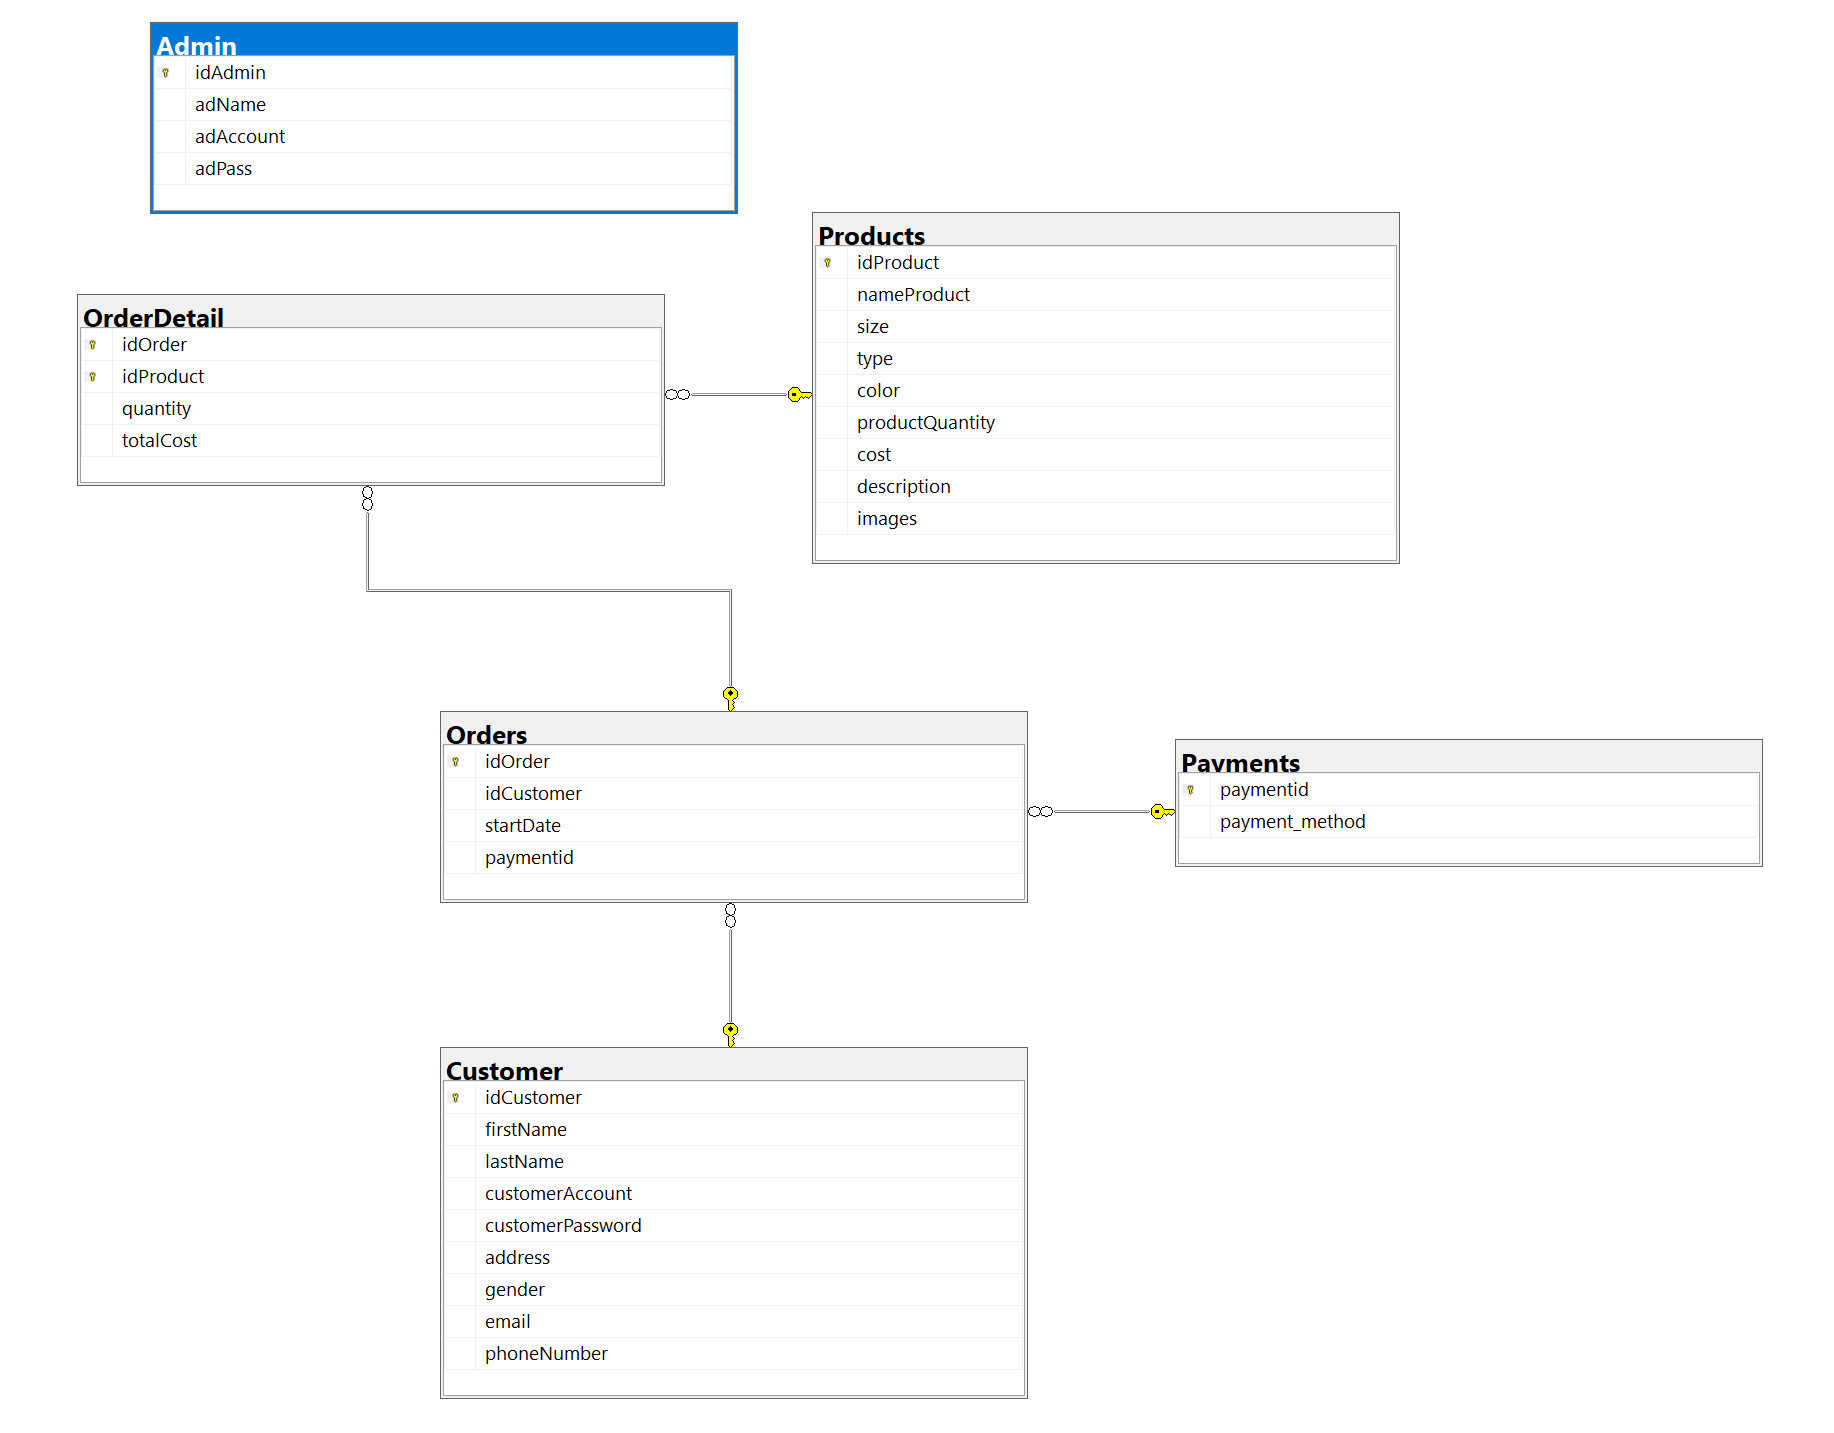 Admin
idAdmin
adName
adAccount
adPass
Products
idProduct
nameProduct
size
type
color
productQuantity
cost
description
images
OrderDetail
idOrder
idProduct
quantity
totalCost
Orders
idOrder
idCustomer
startDate
paymentid
Payments
paymentid
payment_method
Customer
idCustomer
firstName
lastName
customerAccount
customerPassword
address
gender
email
phoneNumber